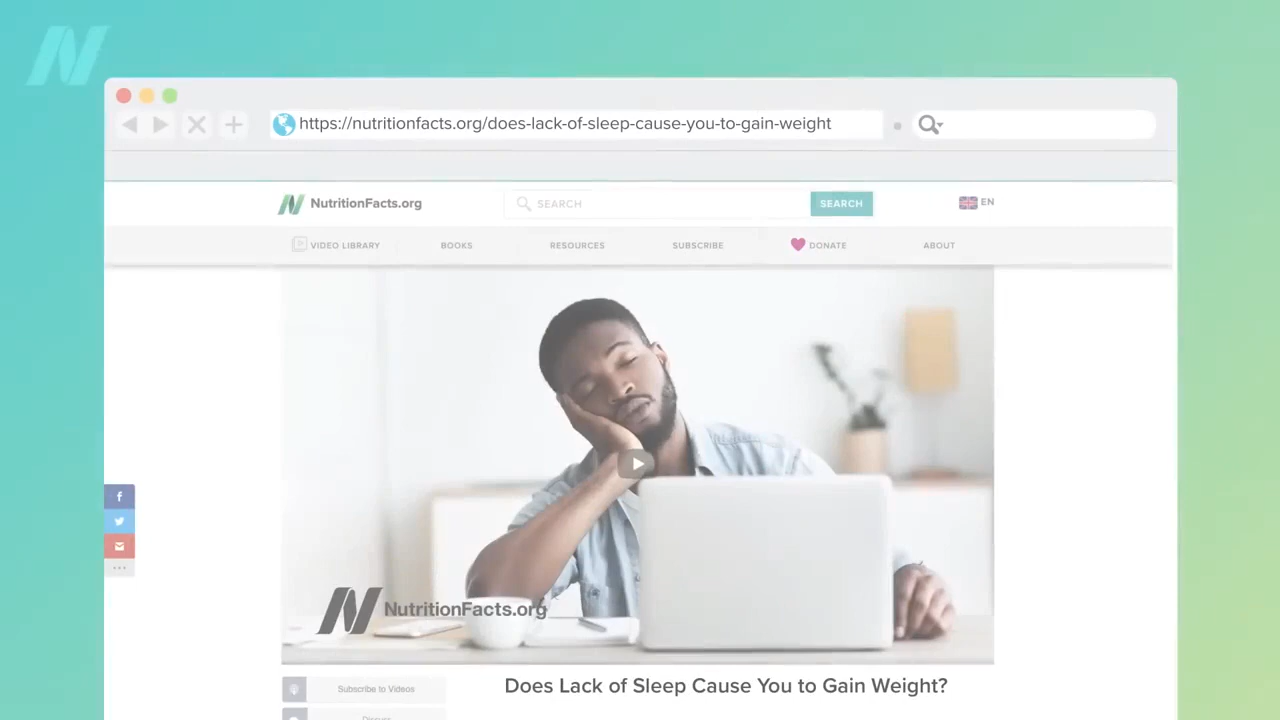 https://nutritionfacts.org/does-lack-of-sleep-cause-you-to-gain-weight
NutritionFacts.org
SEARCH
SEARCH
EN
VIDEO LIBRARY
BOOKS
RESOURCES
SUBSCRIBE
DONATE
ABOUT
NutritionFacts.org
Does Lack of Sleep Cause You to Gain Weight?
Subscribe to Videos
Discuss